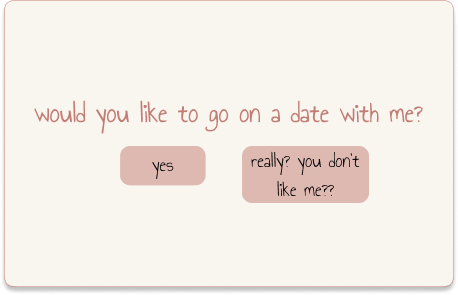 would you like to go on a date with me?
yes
really? you don't
like me??